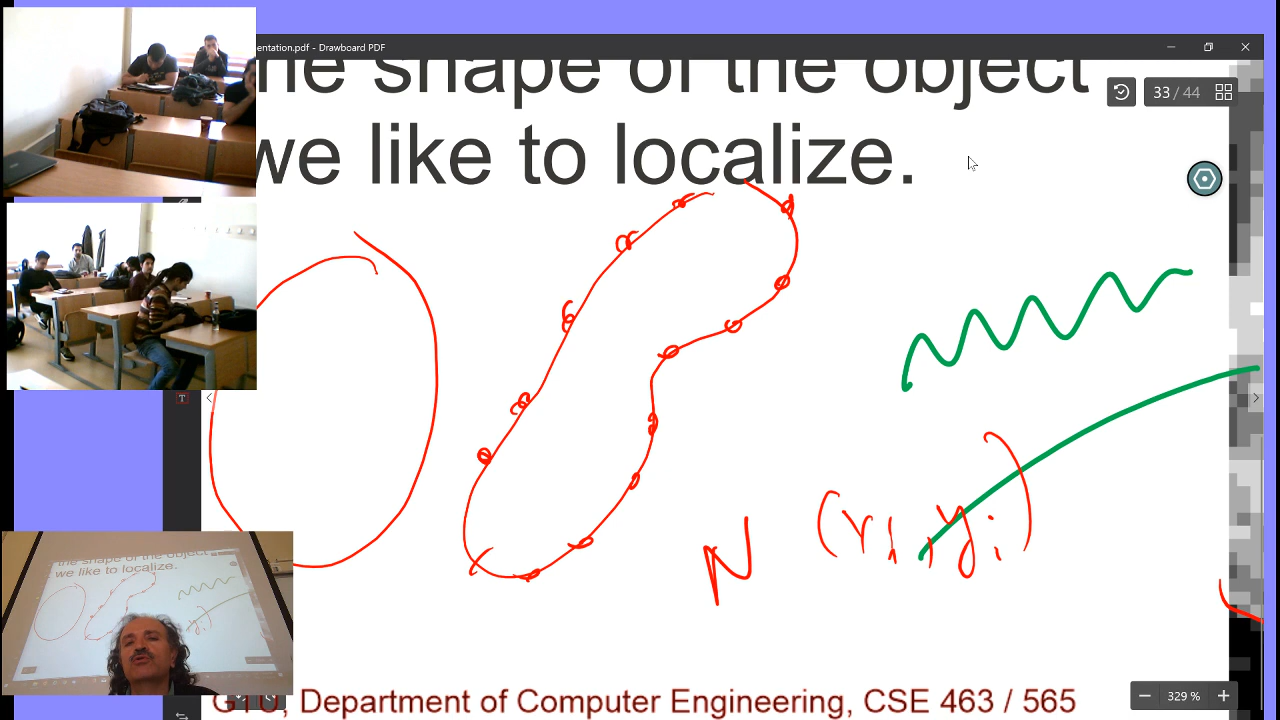 entation.pdf - Drawboard PDF
he shape of the object
33 / 44
we like to localize.
N (xi, yi)
GTU, Department of Computer Engineering, CSE 463 / 565
329 %